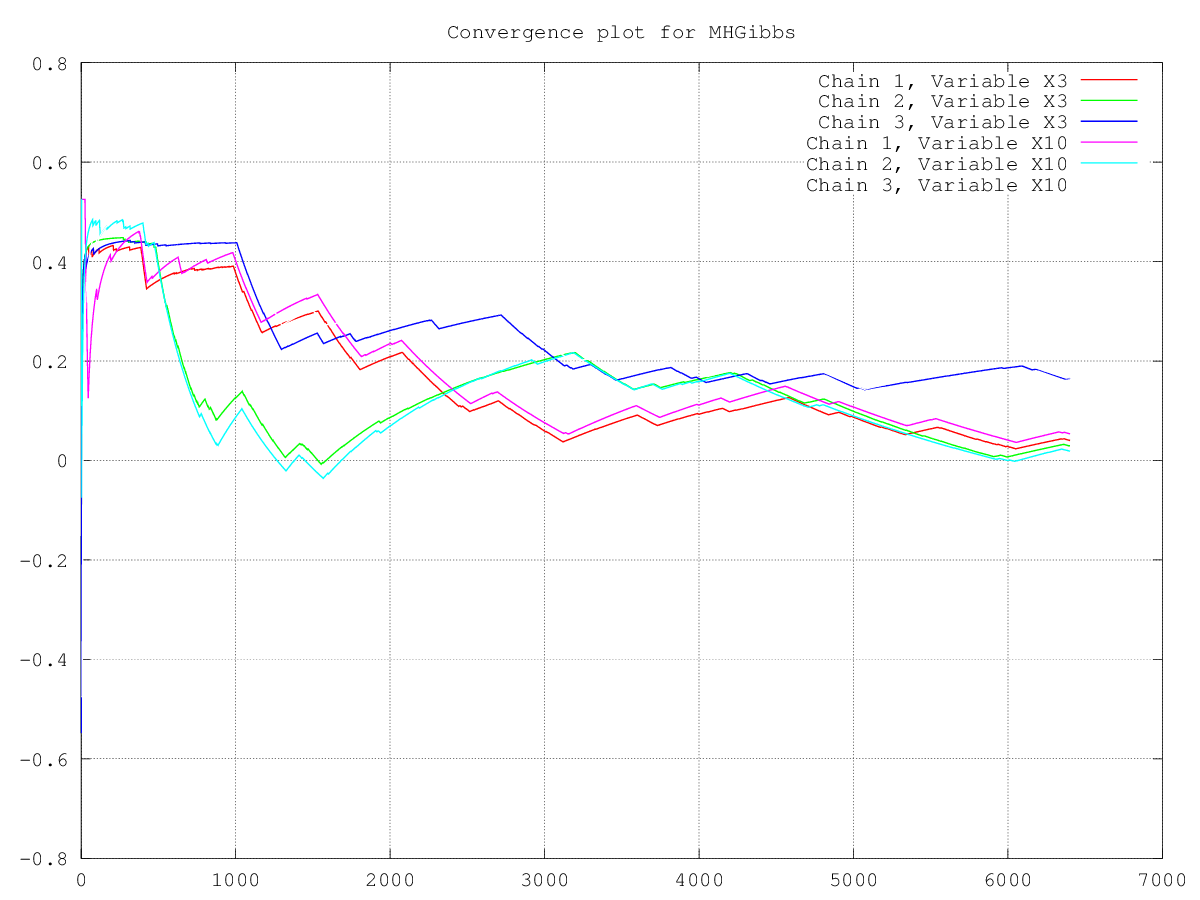 Convergence plot for MHGibbs
0.8
0.6
0.4
0.2
0
-0.2
-0.4
-0.6
-0.8
Chain 1, Variable X3
Chain 2, Variable X3
Chain 3, Variable X3
Chain 1, Variable X10
Chain 2, Variable X10
Chain 3, Variable X10
0 1000 2000 3000 4000 5000 6000 7000